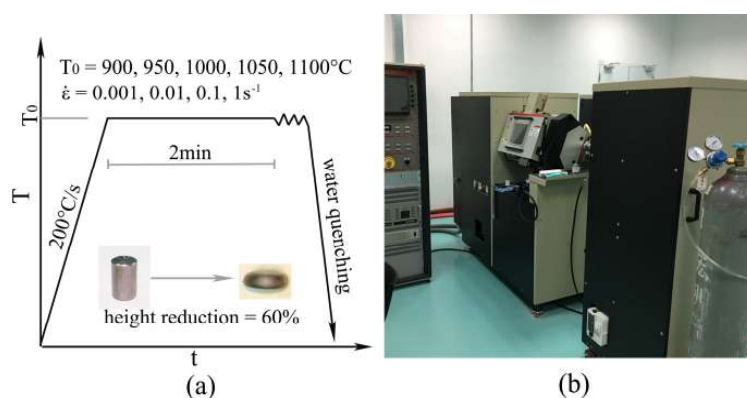 T0 = 900, 950, 1000, 1050, 1100°C
ε̇ = 0.001, 0.01, 0.1, 1s-1
T0
2min
T
200°C/s
water quenching
height reduction = 60%
t
(a)
(b)